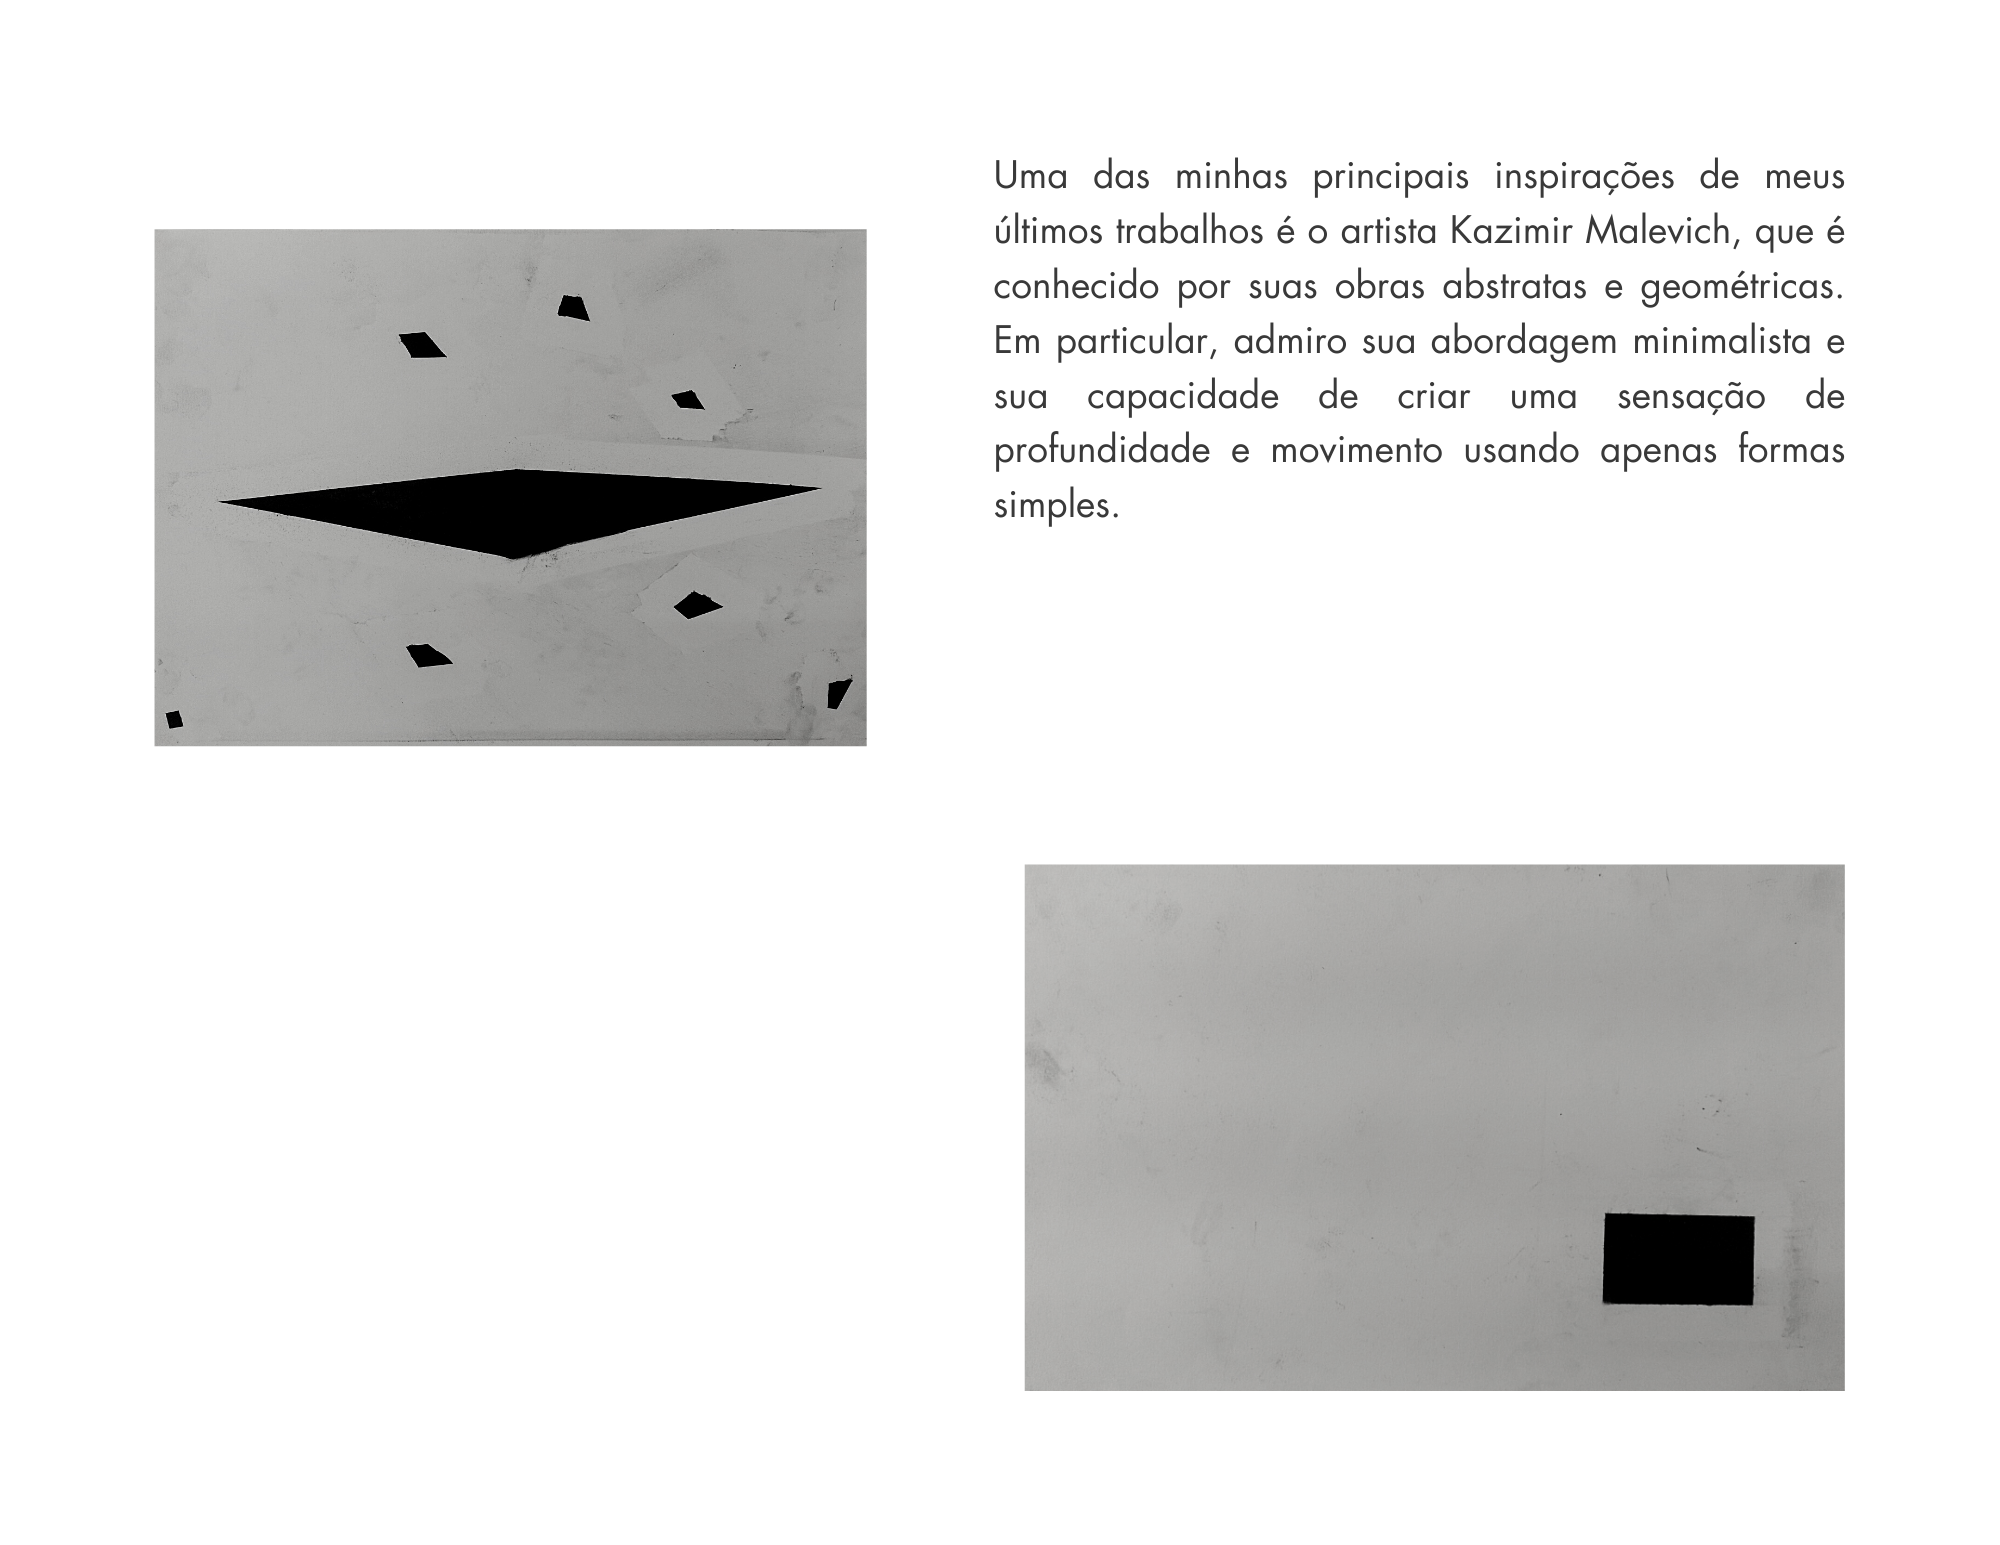 Uma das minhas principais inspirações de meus
últimos trabalhos é o artista Kazimir Malevich, que é
conhecido por suas obras abstratas e geométricas.
Em particular, admiro sua abordagem minimalista e
sua capacidade de criar uma sensação de
profundidade e movimento usando apenas formas
simples.